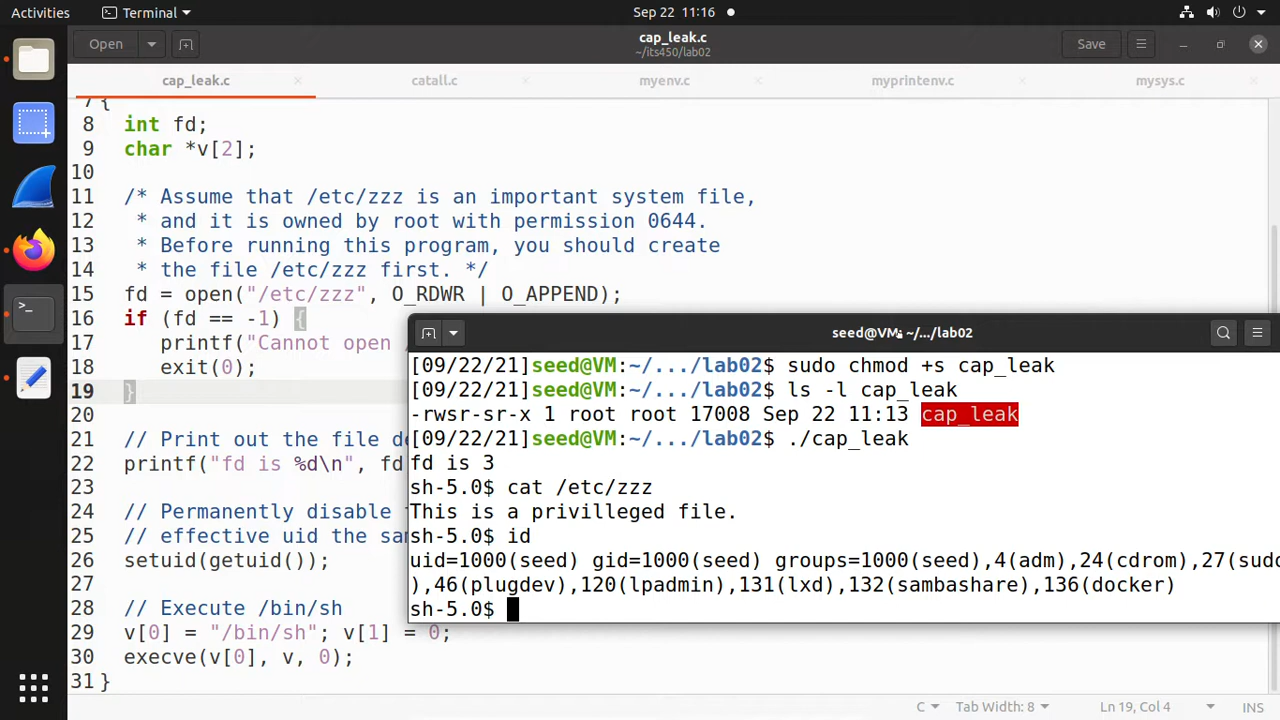 Activities
Terminal
Sep 22 11:16
Open
cap_leak.c
~/its450/lab02
Save
cap_leak.c
catall.c
myenv.c
myprintenv.c
mysys.c
7 {
8 int fd;
9 char *v[2];
10
11 /* Assume that /etc/zzz is an important system file,
12 * and it is owned by root with permission 0644.
13 * Before running this program, you should create
14 * the file /etc/zzz first. */
15 fd = open("/etc/zzz", O_RDWR | O_APPEND);
16 if (fd == -1) {
17 printf("Cannot open
18 exit(0);
19 }
20
21 // Print out the file de
22 printf("fd is %d\n", fd
23
24 // Permanently disable
25 // effective uid the sa
26 setuid(getuid());
27
28 // Execute /bin/sh
29 v[0] = "/bin/sh"; v[1] = 0;
30 execve(v[0], v, 0);
31 }
seed@VM: ~/.../lab02
[09/22/21]seed@VM:~/.../lab02$ sudo chmod +s cap_leak
[09/22/21]seed@VM:~/.../lab02$ ls -l cap_leak
-rwsr-sr-x 1 root root 17008 Sep 22 11:13 cap_leak
[09/22/21]seed@VM:~/.../lab02$ ./cap_leak
fd is 3
sh-5.0$ cat /etc/zzz
This is a privilleged file.
sh-5.0$ id
uid=1000(seed) gid=1000(seed) groups=1000(seed),4(adm),24(cdrom),27(sudo
),46(plugdev),120(lpadmin),131(lxd),132(sambashare),136(docker)
sh-5.0$
C
Tab Width: 8
Ln 19, Col 4
INS